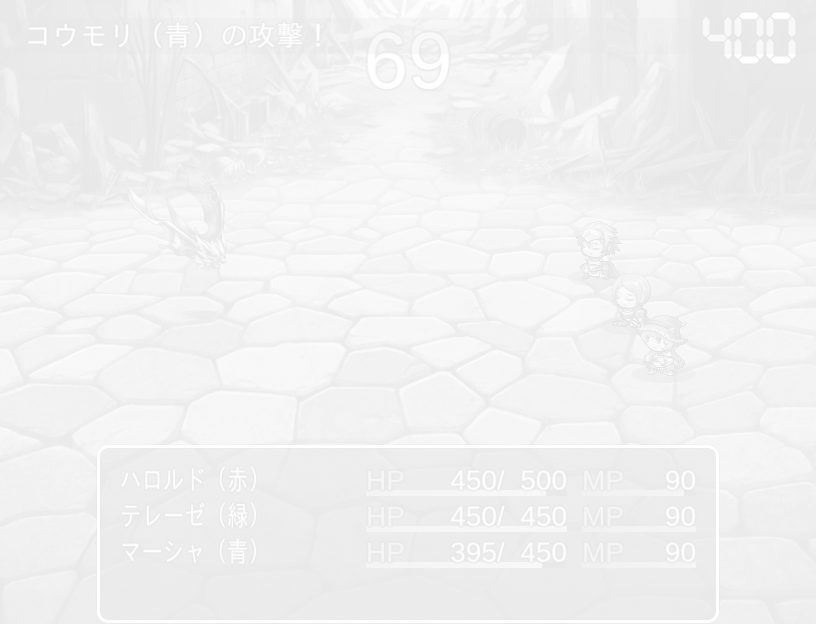 コウモリ（青）の攻撃！
69
400
ハロルド（赤） HP 450/ 500 MP 90
テレーゼ（緑） HP 450/ 450 MP 90
マーシャ（青） HP 395/ 450 MP 90